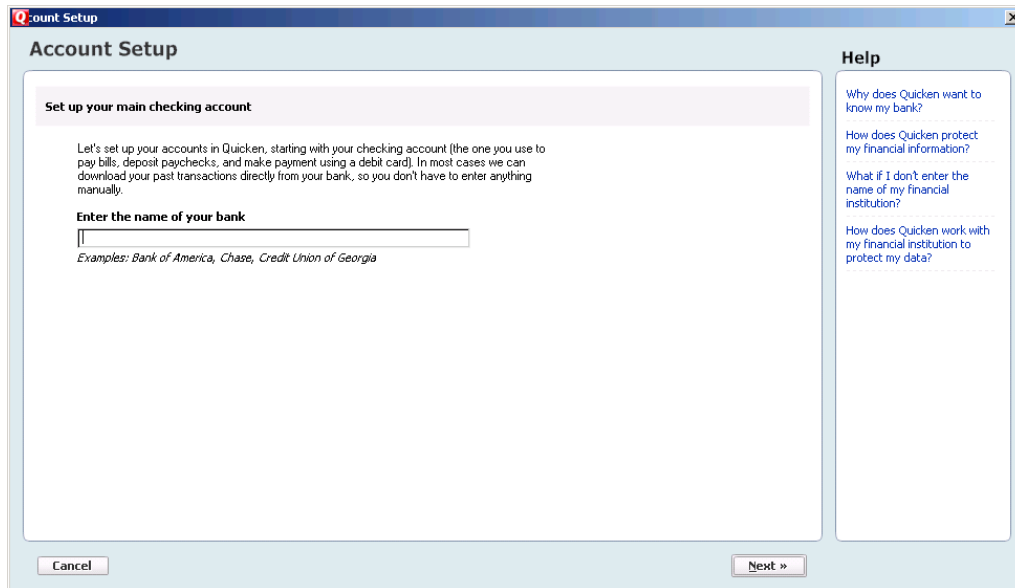 Qcount Setup
Account Setup
Set up your main checking account
Let's set up your accounts in Quicken, starting with your checking account (the one you use to
pay bills, deposit paychecks, and make payment using a debit card). In most cases we can
download your past transactions directly from your bank, so you don't have to enter anything
manually.
Enter the name of your bank
Examples: Bank of America, Chase, Credit Union of Georgia
Cancel
Next »
Help
Why does Quicken want to
know my bank?
How does Quicken protect
my financial information?
What if I don't enter the
name of my financial
institution?
How does Quicken work with
my financial institution to
protect my data?